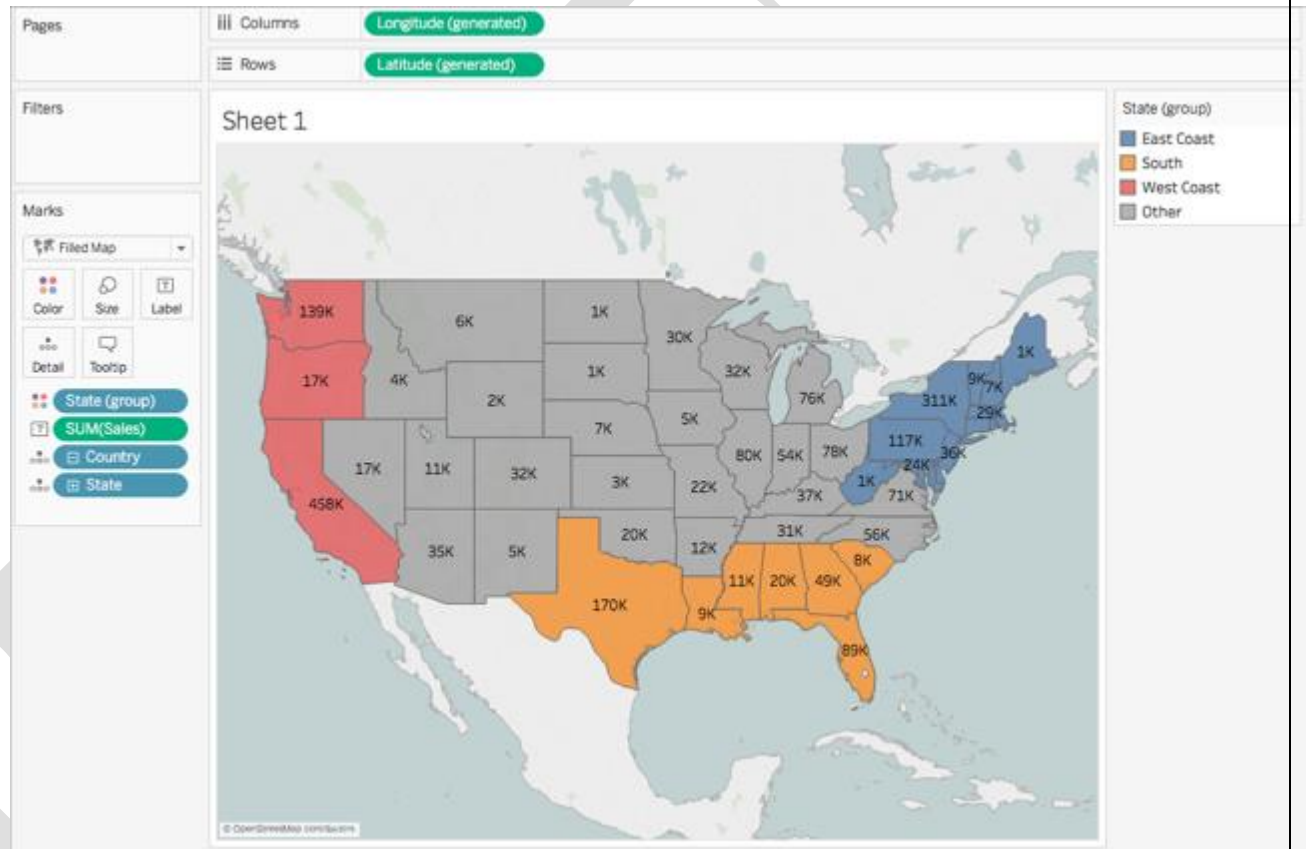 Pages
Columns
Longitude (generated)
Rows
Latitude (generated)
Filters
Marks
Filled Map
Color
Size
Label
Detail
Tooltip
State (group)
SUM(Sales)
Country
State
Sheet 1
139K
6K
1K
30K
1K
17K
4K
1K
32K
76K
9K
7K
2K
311K
29K
7K
5K
117K
36K
17K
11K
32K
80K
54K
78K
24K
3K
22K
1K
71K
37K
458K
20K
31K
56K
35K
5K
12K
8K
11K
20K
49K
170K
9K
89K
© OpenStreetMap contributors
State (group)
East Coast
South
West Coast
Other